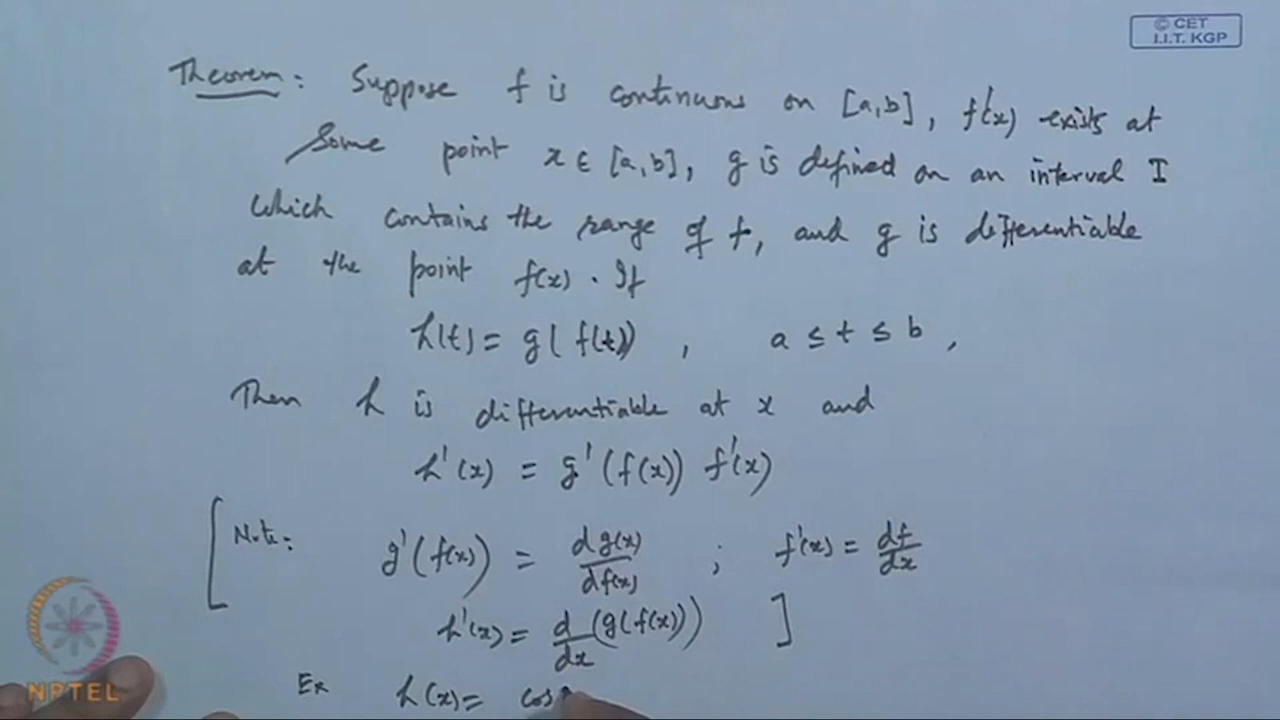 © CET
I.I.T. KGP
Theorem: Suppose f is continuous on [a,b], f'(x) exists at
Some point x ∈ [a,b], g is defined on an interval I
which contains the range of f, and g is differentiable
at the point f(x). If
h(t) = g(f(t)) , a ≤ t ≤ b ,
Then h is differentiable at x and
h'(x) = g'(f(x)) f'(x)
[ Note: g'(f(x)) = dg(x)/df(x) ; f'(x) = df/dx
h'(x) = d/dx (g(f(x))) ]
Ex h(x) = cos
NPTEL